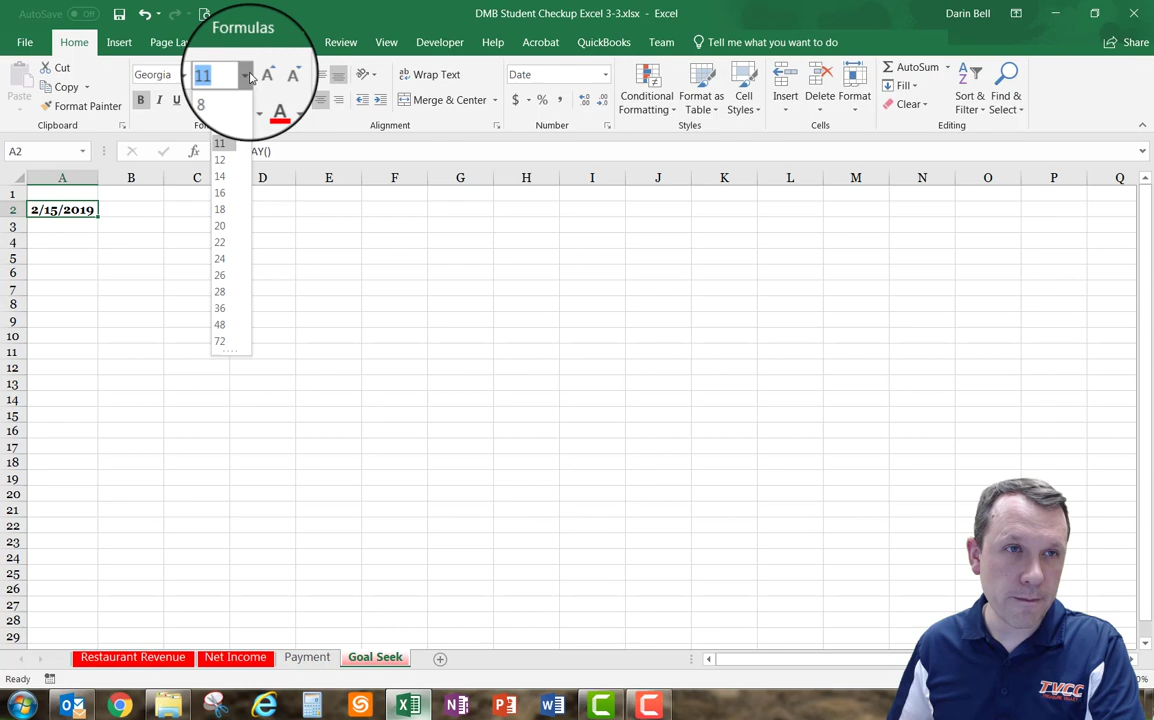 AutoSave Off
DMB Student Checkup Excel 3-3.xlsx - Excel
Darin Bell
File Home Insert Page La Formulas Review View Developer Help Acrobat QuickBooks Team Tell me what you want to do Share
Paste
Cut
Copy
Format Painter
Clipboard
Georgia 11
B I U A
8
Wrap Text
Merge & Center
Alignment
Date
$ % ,
Number
Conditional Formatting
Format as Table
Cell Styles
Styles
Insert Delete Format
Cells
AutoSum
Fill
Clear
Sort & Filter
Find & Select
Editing
A2 fx AY()
11
12
14
16
18
20
22
24
26
28
36
48
72
A B C D E F G H I J K L M N O P Q
1
2 2/15/2019
3
4
5
6
7
8
9
10
11
12
13
14
15
16
17
18
19
20
21
22
23
24
25
26
27
28
29
Restaurant Revenue Net Income Payment Goal Seek
Ready
0%
TVCC